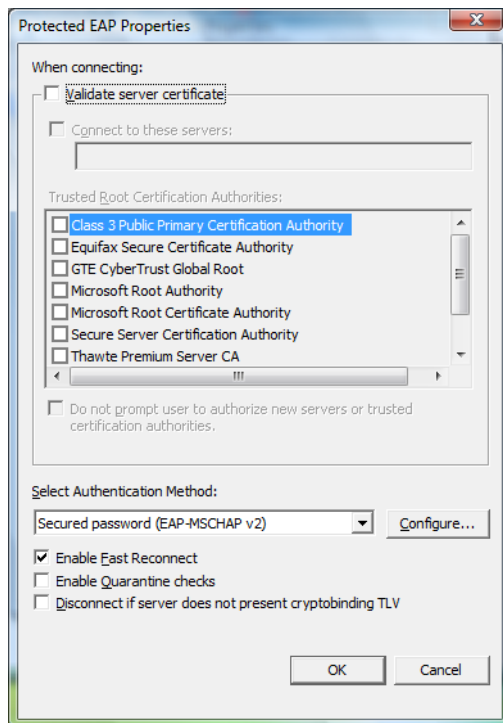 Protected EAP Properties
When connecting:
Validate server certificate
Connect to these servers:
Trusted Root Certification Authorities:
Class 3 Public Primary Certification Authority
Equifax Secure Certificate Authority
GTE CyberTrust Global Root
Microsoft Root Authority
Microsoft Root Certificate Authority
Secure Server Certification Authority
Thawte Premium Server CA
Do not prompt user to authorize new servers or trusted
certification authorities.
Select Authentication Method:
Secured password (EAP-MSCHAP v2)
Configure...
Enable Fast Reconnect
Enable Quarantine checks
Disconnect if server does not present cryptobinding TLV
OK
Cancel